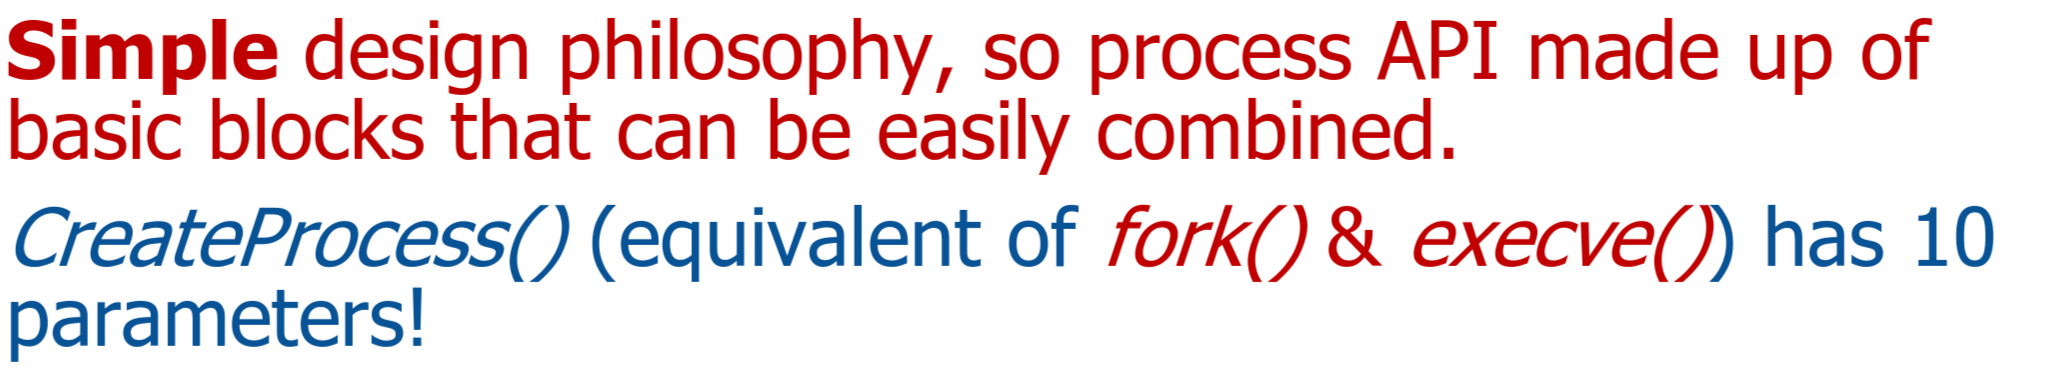 Simple design philosophy, so process API made up of
basic blocks that can be easily combined.
CreateProcess() (equivalent of fork() & execve()) has 10
parameters!